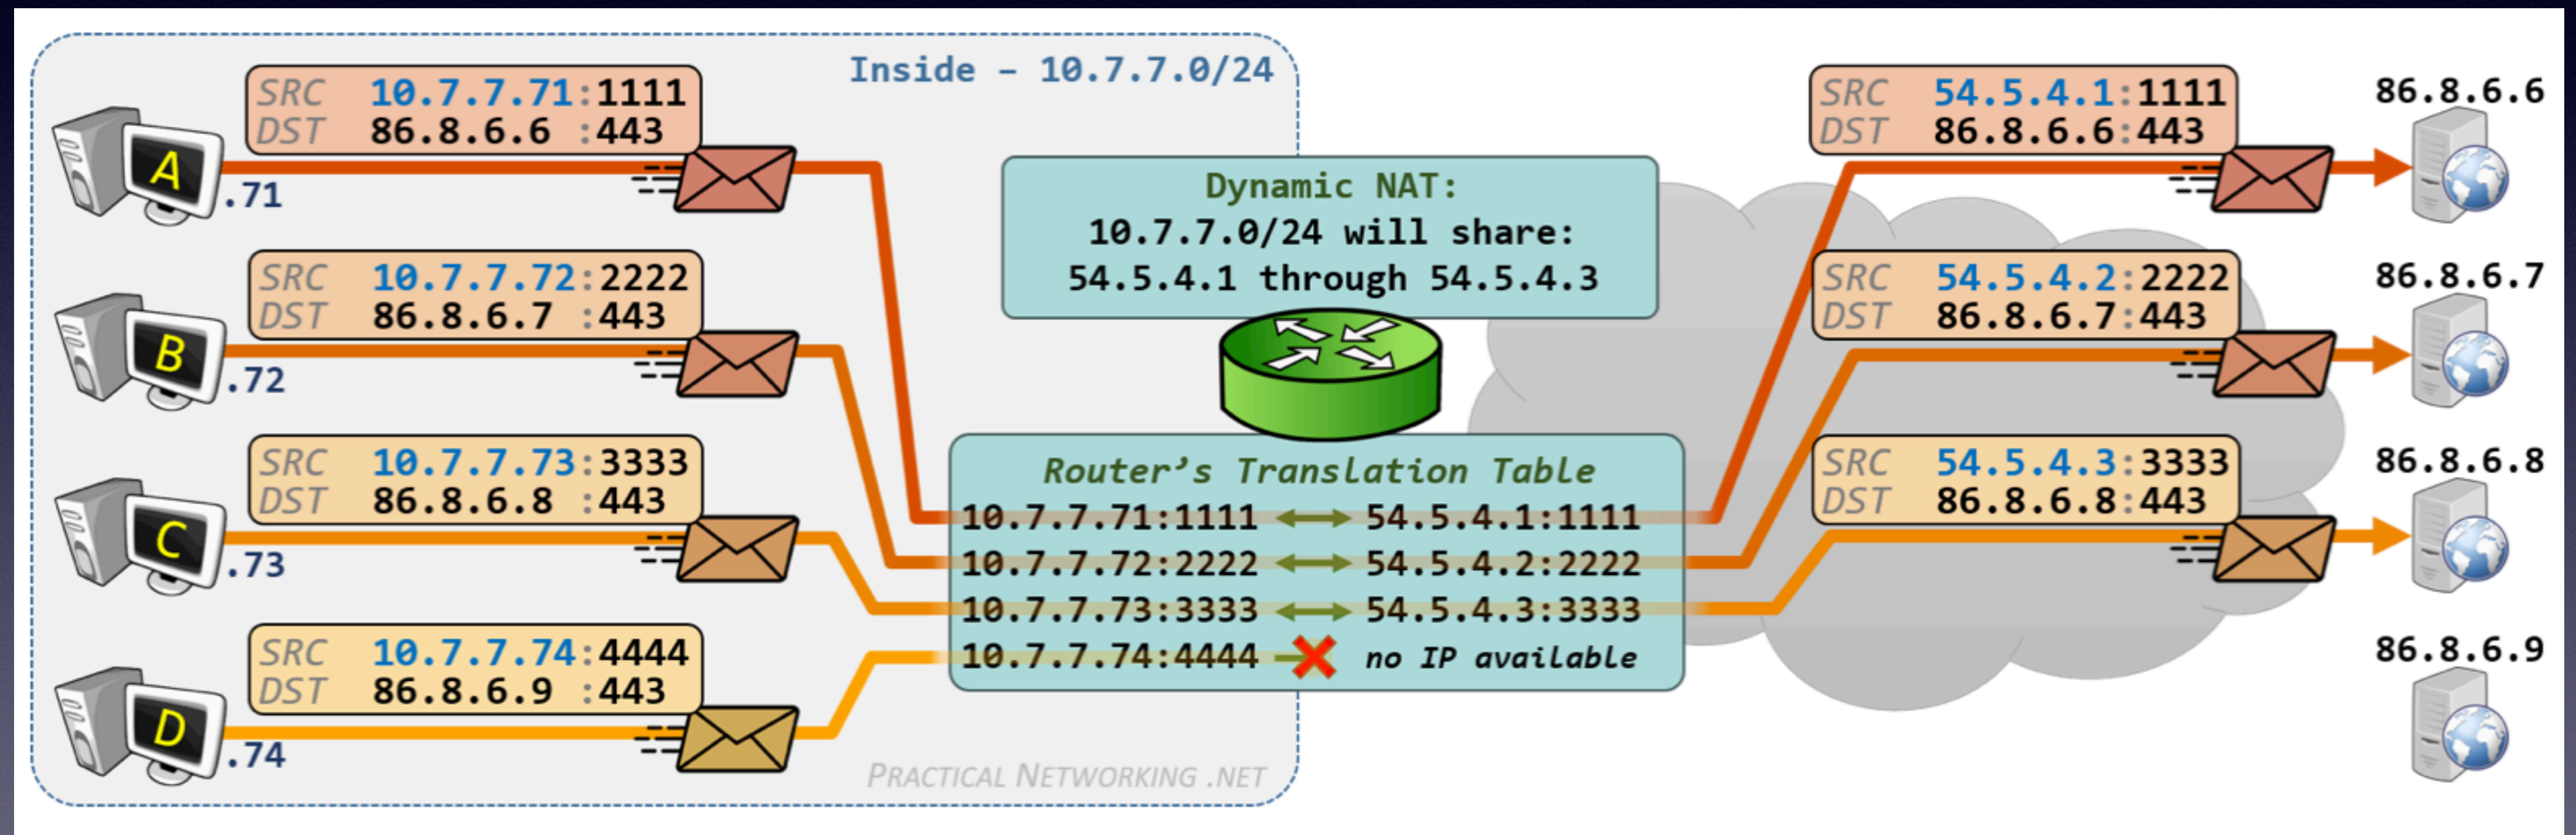 Inside – 10.7.7.0/24
A
.71
SRC 10.7.7.71:1111
DST 86.8.6.6 :443
B
.72
SRC 10.7.7.72:2222
DST 86.8.6.7 :443
C
.73
SRC 10.7.7.73:3333
DST 86.8.6.8 :443
D
.74
SRC 10.7.7.74:4444
DST 86.8.6.9 :443
PRACTICAL NETWORKING .NET
Dynamic NAT:
10.7.7.0/24 will share:
54.5.4.1 through 54.5.4.3
Router’s Translation Table
10.7.7.71:1111 54.5.4.1:1111
10.7.7.72:2222 54.5.4.2:2222
10.7.7.73:3333 54.5.4.3:3333
10.7.7.74:4444 no IP available
SRC 54.5.4.1:1111
DST 86.8.6.6:443
86.8.6.6
SRC 54.5.4.2:2222
DST 86.8.6.7:443
86.8.6.7
SRC 54.5.4.3:3333
DST 86.8.6.8:443
86.8.6.8
86.8.6.9